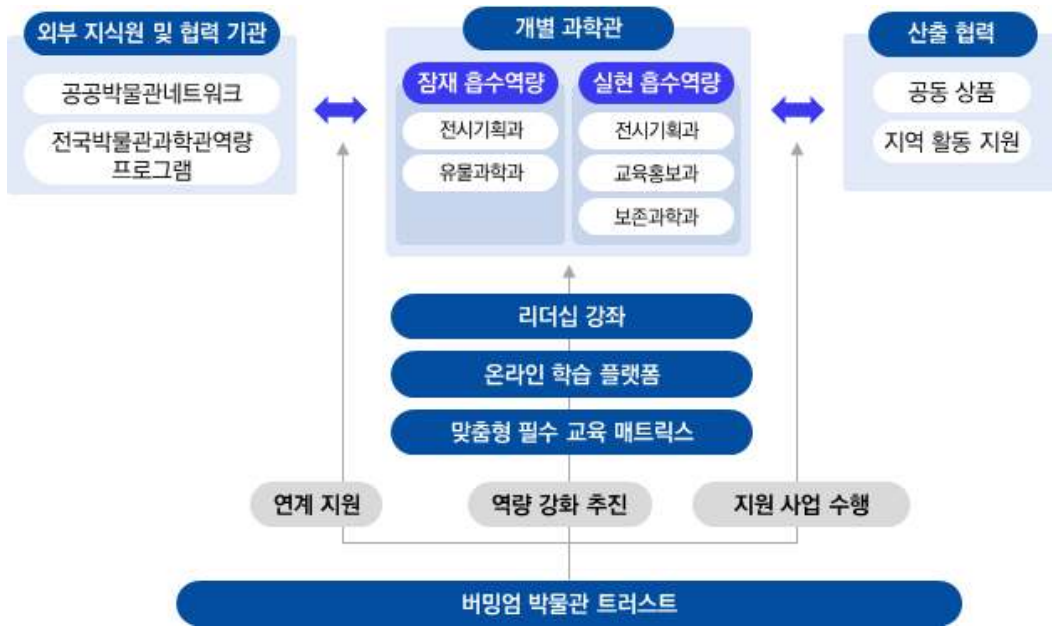 외부 지식원 및 협력 기관
공공박물관네트워크
전국박물관과학관역량
프로그램
개별 과학관
잠재 흡수역량
전시기획과
유물과학과
실현 흡수역량
전시기획과
교육홍보과
보존과학과
산출 협력
공동 상품
지역 활동 지원
리더십 강좌
온라인 학습 플랫폼
맞춤형 필수 교육 매트릭스
연계 지원
역량 강화 추진
지원 사업 수행
버밍엄 박물관 트러스트